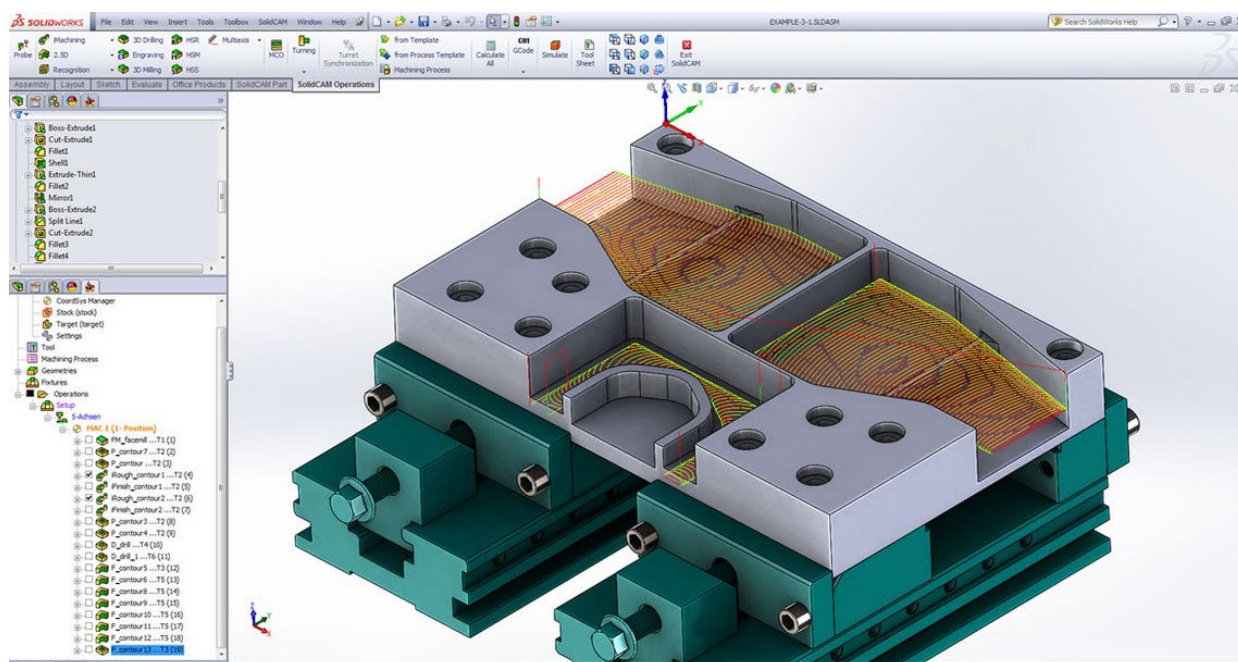 SOLIDWORKS File Edit View Insert Tools Toolbox SolidCAM Window Help EXAMPLE-3-1.SLDASM Search SolidWorks Help
Probe Machining 3D Drilling HSR Multiaxis MCO Turning Turret Synchronization from Template Calculate All G01 GCode Simulate Tool Sheet Exit SolidCAM
2.5D Engraving HSM from Process Template
Recognition 3D Milling HSS Machining Process
Assembly Layout Sketch Evaluate Office Products SolidCAM Part SolidCAM Operations
Boss-Extrude1
Cut-Extrude1
Fillet1
Shell1
Extrude-Thin1
Fillet2
Mirror1
Boss-Extrude2
Split Line1
Cut-Extrude2
Fillet3
Fillet4
CoordSys Manager
Stock (stock)
Target (target)
Settings
Tool
Machining Process
Geometries
Fixtures
Operations
Setup
5-Achsen
MAC 1 (1- Position)
FM_facemill ...T1 (1)
P_contour7 ...T2 (2)
P_contour ...T2 (3)
iRough_contour1 ...T2 (4)
iFinish_contour1 ...T2 (5)
iRough_contour2 ...T2 (6)
iFinish_contour2 ...T2 (7)
P_contour3 ...T2 (8)
P_contour4 ...T2 (9)
D_drill ...T4 (10)
D_drill_1 ...T6 (11)
F_contour5 ...T3 (12)
F_contour6 ...T5 (13)
F_contour8 ...T5 (14)
F_contour9 ...T5 (15)
F_contour10 ...T5 (16)
F_contour11 ...T5 (17)
F_contour12 ...T5 (18)
P_contour13 ...T3 (19)
Z
Y
X